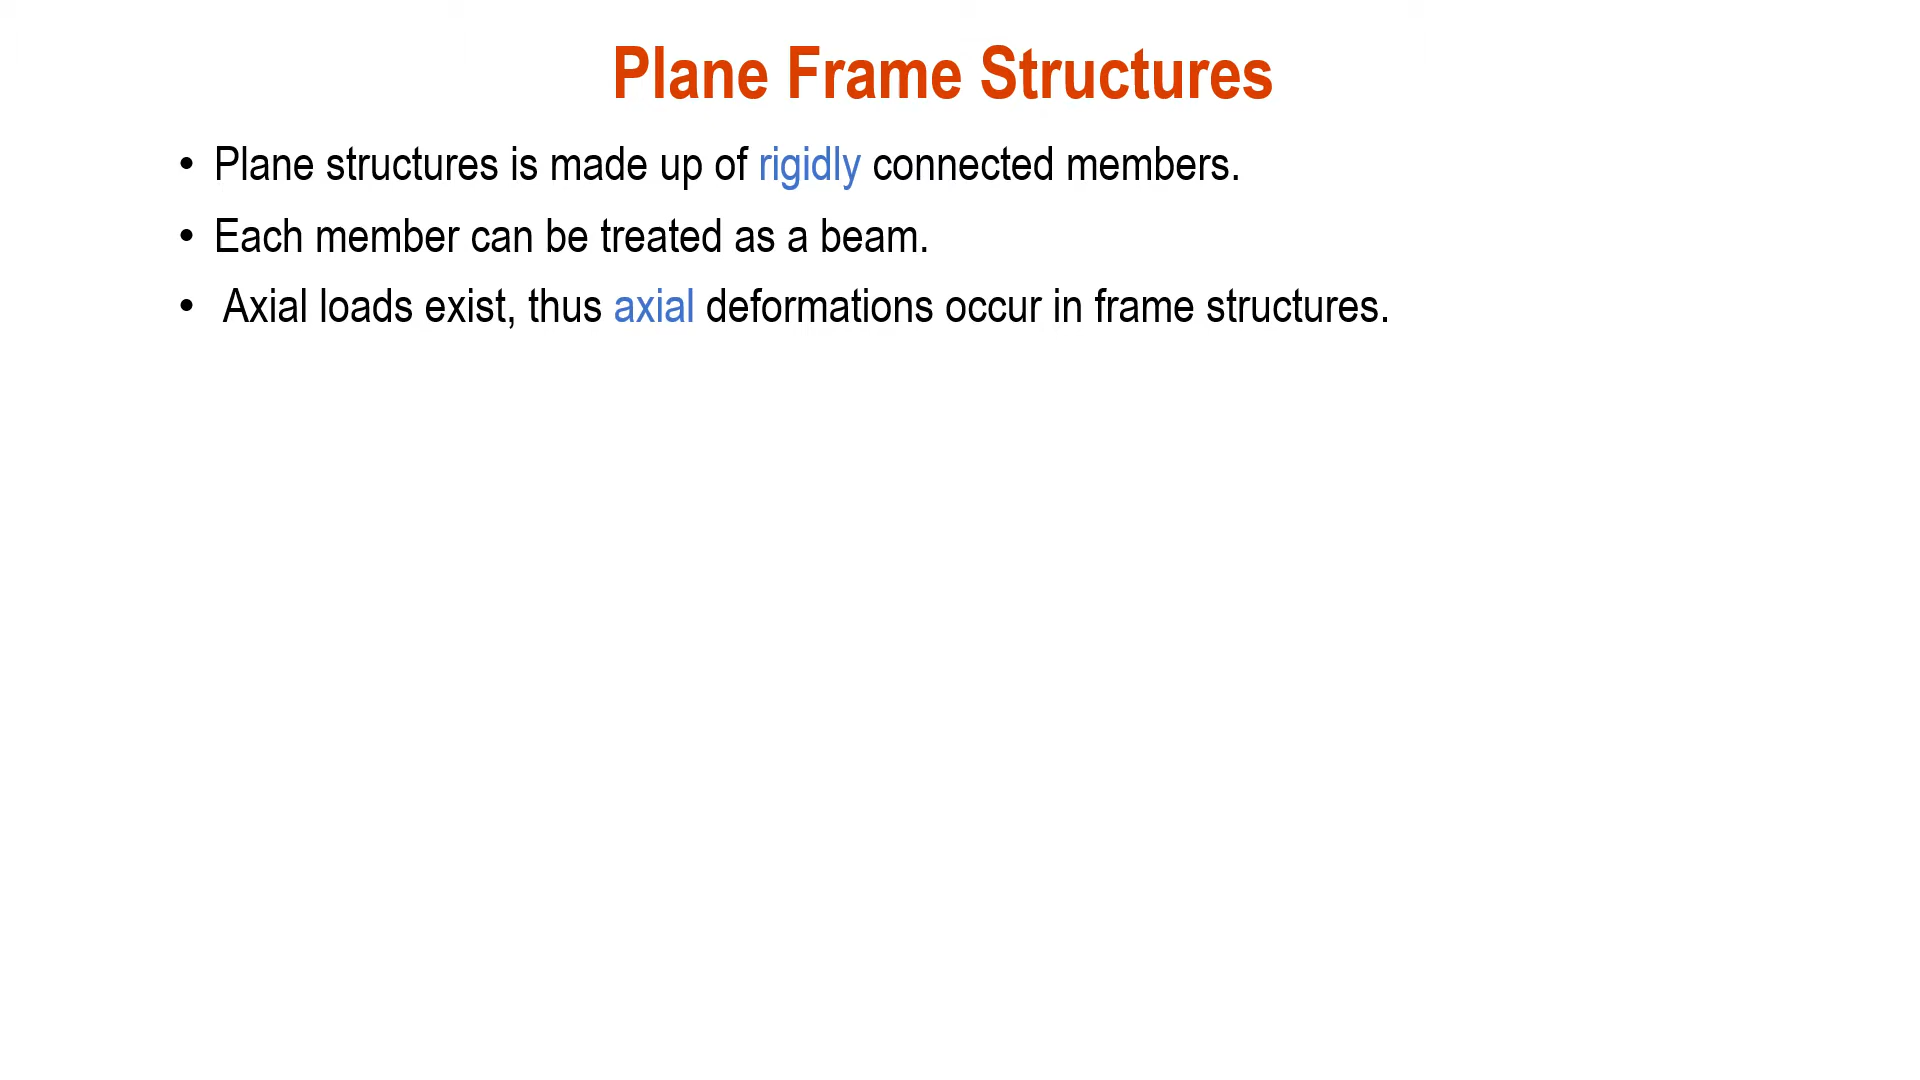 Plane Frame Structures
• Plane structures is made up of rigidly connected members.
• Each member can be treated as a beam.
• Axial loads exist, thus axial deformations occur in frame structures.